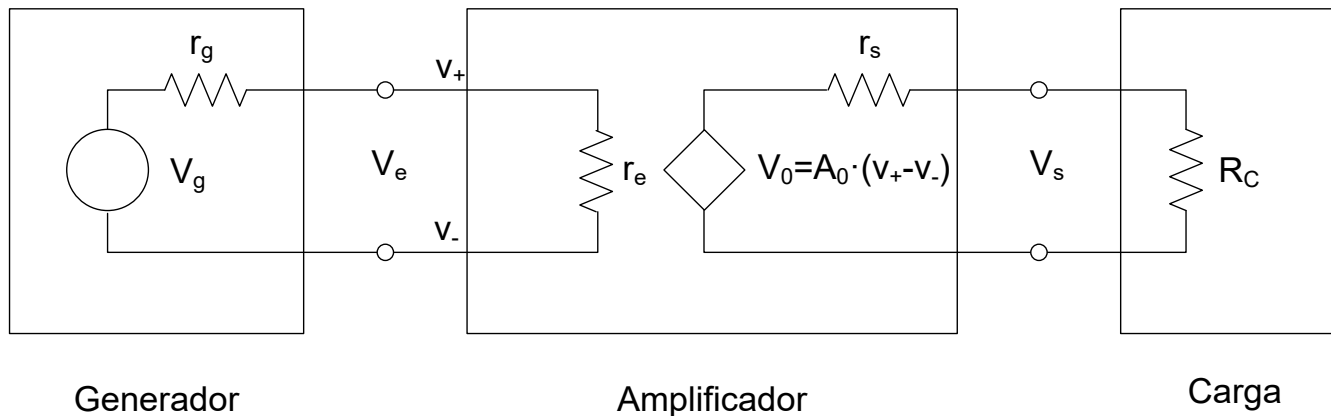 r_g
r_s
v_+
V_g
V_e
r_e
V_0=A_0·(v_+-v_-)
V_s
R_C
v_-
Generador
Amplificador
Carga